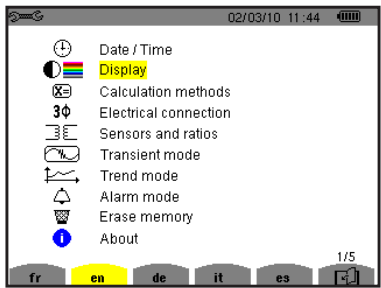 02/03/10 11:44
Date / Time
Display
X= Calculation methods
3Φ Electrical connection
Sensors and ratios
Transient mode
Trend mode
Alarm mode
Erase memory
i About
1/5
fr en de it es